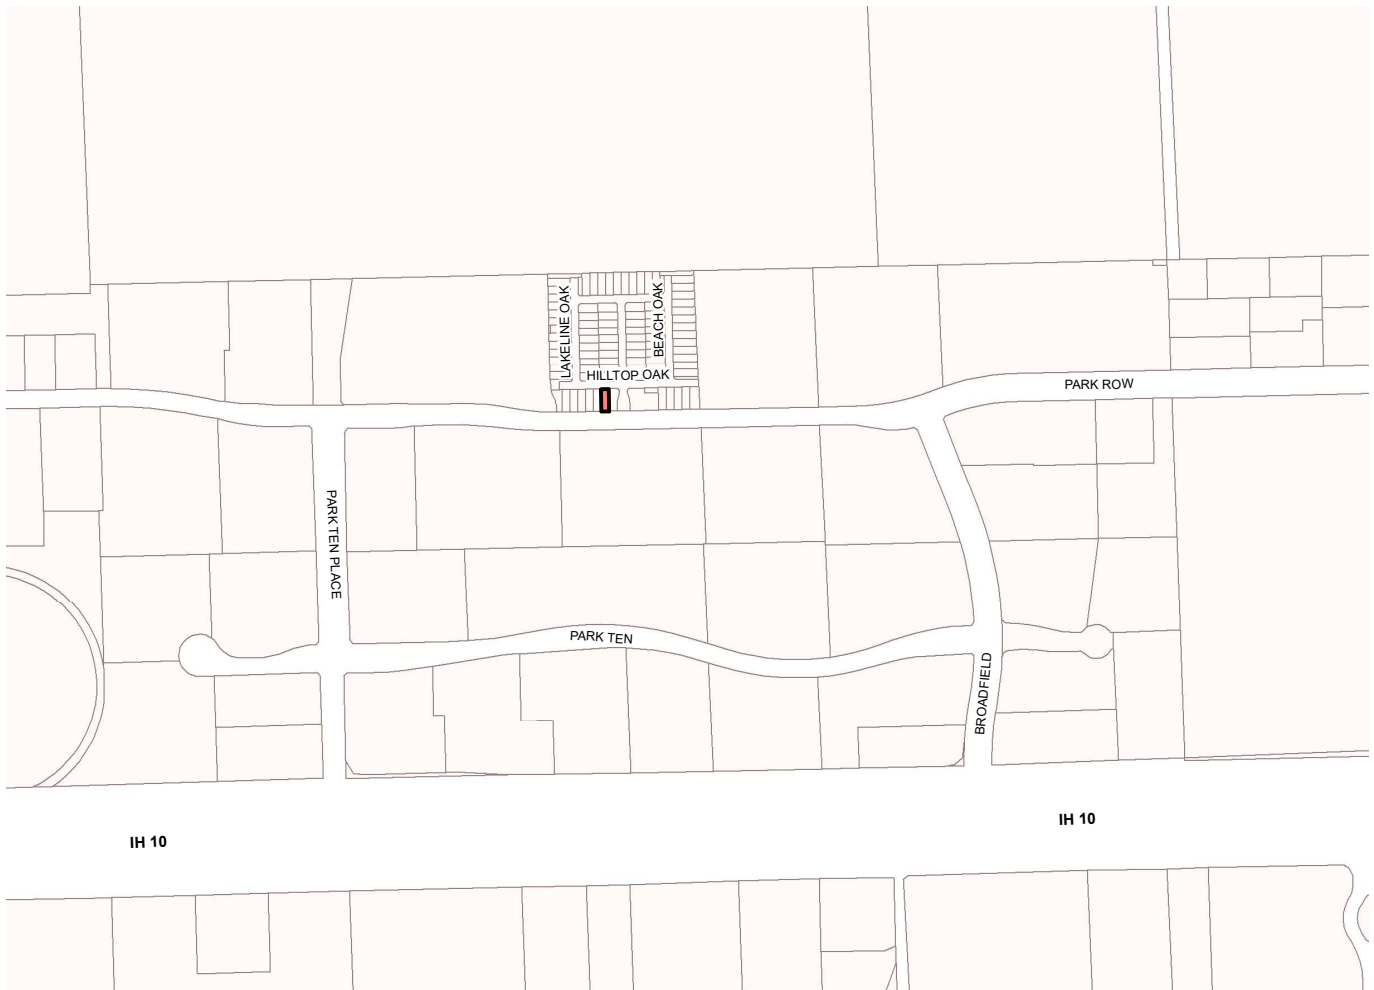 LAKELINE OAK
BEACH OAK
HILLTOP OAK
PARK ROW
PARK TEN PLACE
PARK TEN
BROADFIELD
IH 10
IH 10